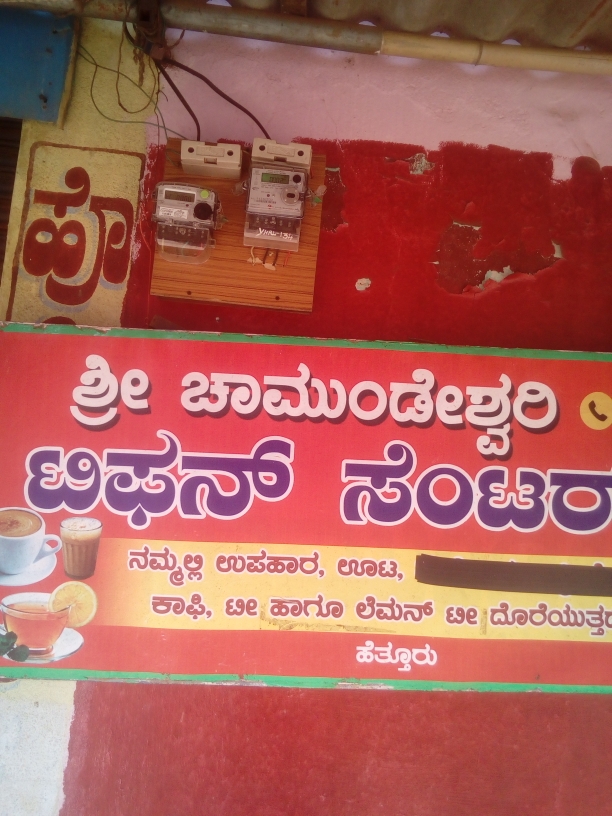 ಹೊ
ಶ್ರೀ ಚಾಮುಂಡೇಶ್ವರಿ
ಟಿಫನ್ ಸೆಂಟರ್
ನಮ್ಮಲ್ಲಿ ಉಪಹಾರ, ಊಟ,
ಕಾಫಿ, ಟೀ ಹಾಗೂ ಲೆಮನ್ ಟೀ
ಹೆತ್ತೂರು